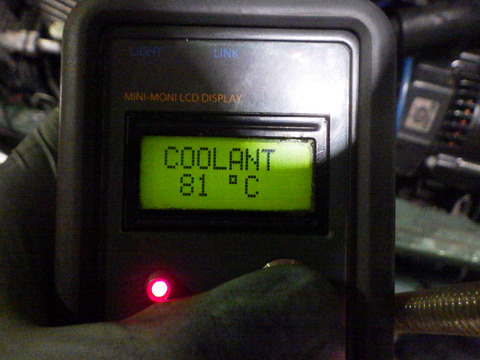 LIGHT LINK
MINI-MONI LCD DISPLAY
COOLANT
81 °C